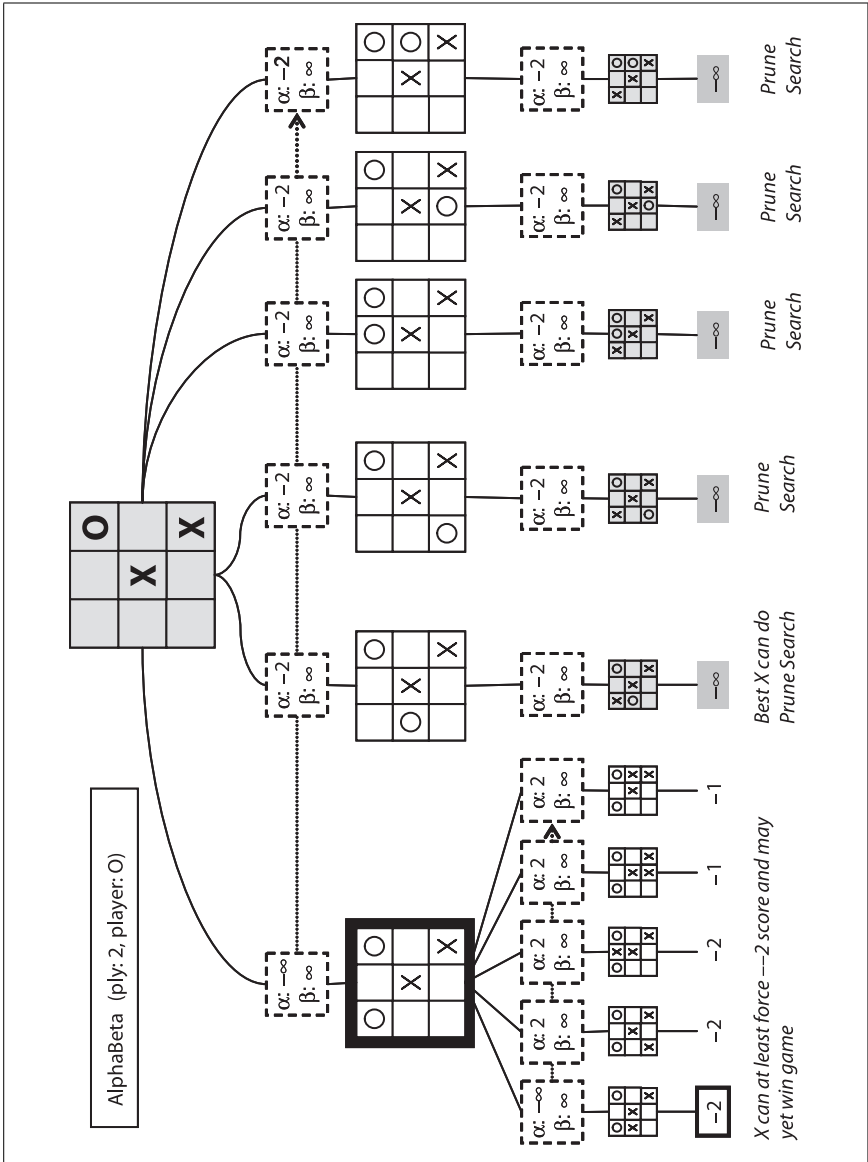 AlphaBeta (ply: 2, player: O)
O
X
X
α: –∞
β: ∞
α: –2
β: ∞
α: –2
β: ∞
α: –2
β: ∞
α: –2
β: ∞
α: –2
β: ∞
O O
X
X
O
O X
X
O
X
O X
O O
X
X
O
X
O X
O
X O
X
α: –∞
β: ∞
α: 2
β: ∞
α: 2
β: ∞
α: 2
β: ∞
α: 2
β: ∞
α: –2
β: ∞
α: –2
β: ∞
α: –2
β: ∞
α: –2
β: ∞
α: –2
β: ∞
O O
X X
X
O O
X
X X
O X O
X
X
O O
X
X X
O O
X X
X
X O
O X
X
X O
X
O X
X O O
X
X
X O
X
O X
X O
X O
X
–2
–2
–2
–1
–1
–∞
–∞
–∞
–∞
–∞
X can at least force ––2 score and may
yet win game
Best X can do
Prune Search
Prune
Search
Prune
Search
Prune
Search
Prune
Search